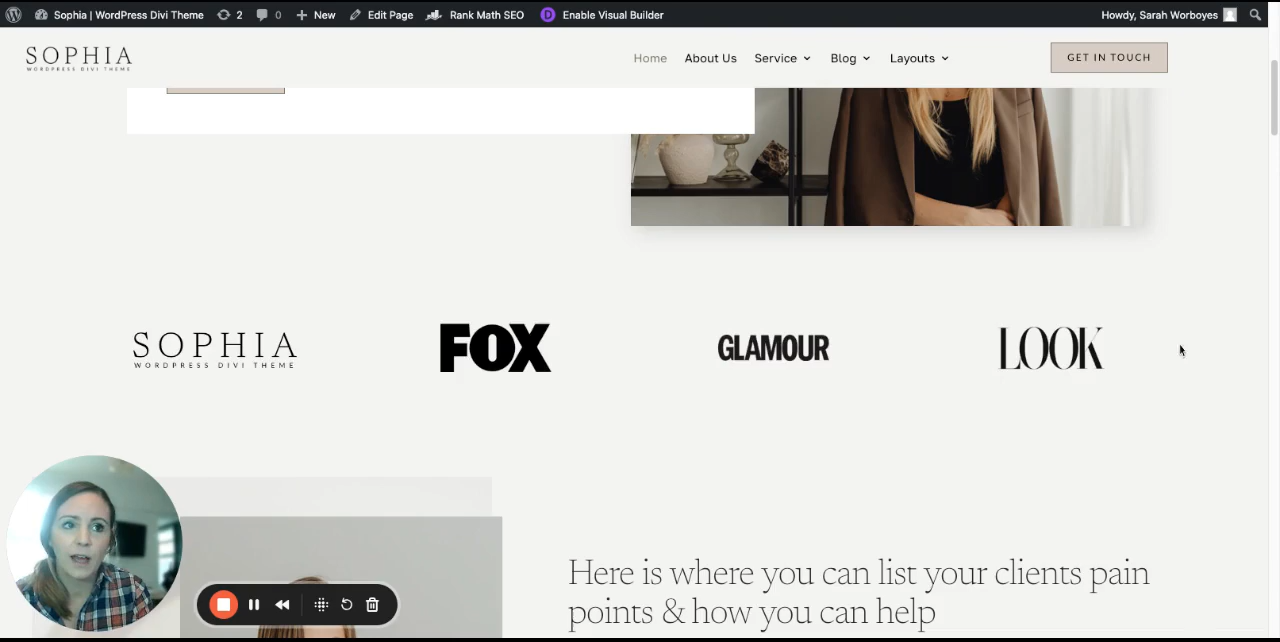 Sophia | WordPress Divi Theme 2 0 New Edit Page Rank Math SEO D Enable Visual Builder Howdy, Sarah Worboyes
SOPHIA
WORDPRESS DIVI THEME
Home About Us Service Blog Layouts GET IN TOUCH
SOPHIA
WORDPRESS DIVI THEME
FOX
GLAMOUR
LOOK
Here is where you can list your clients pain
points & how you can help